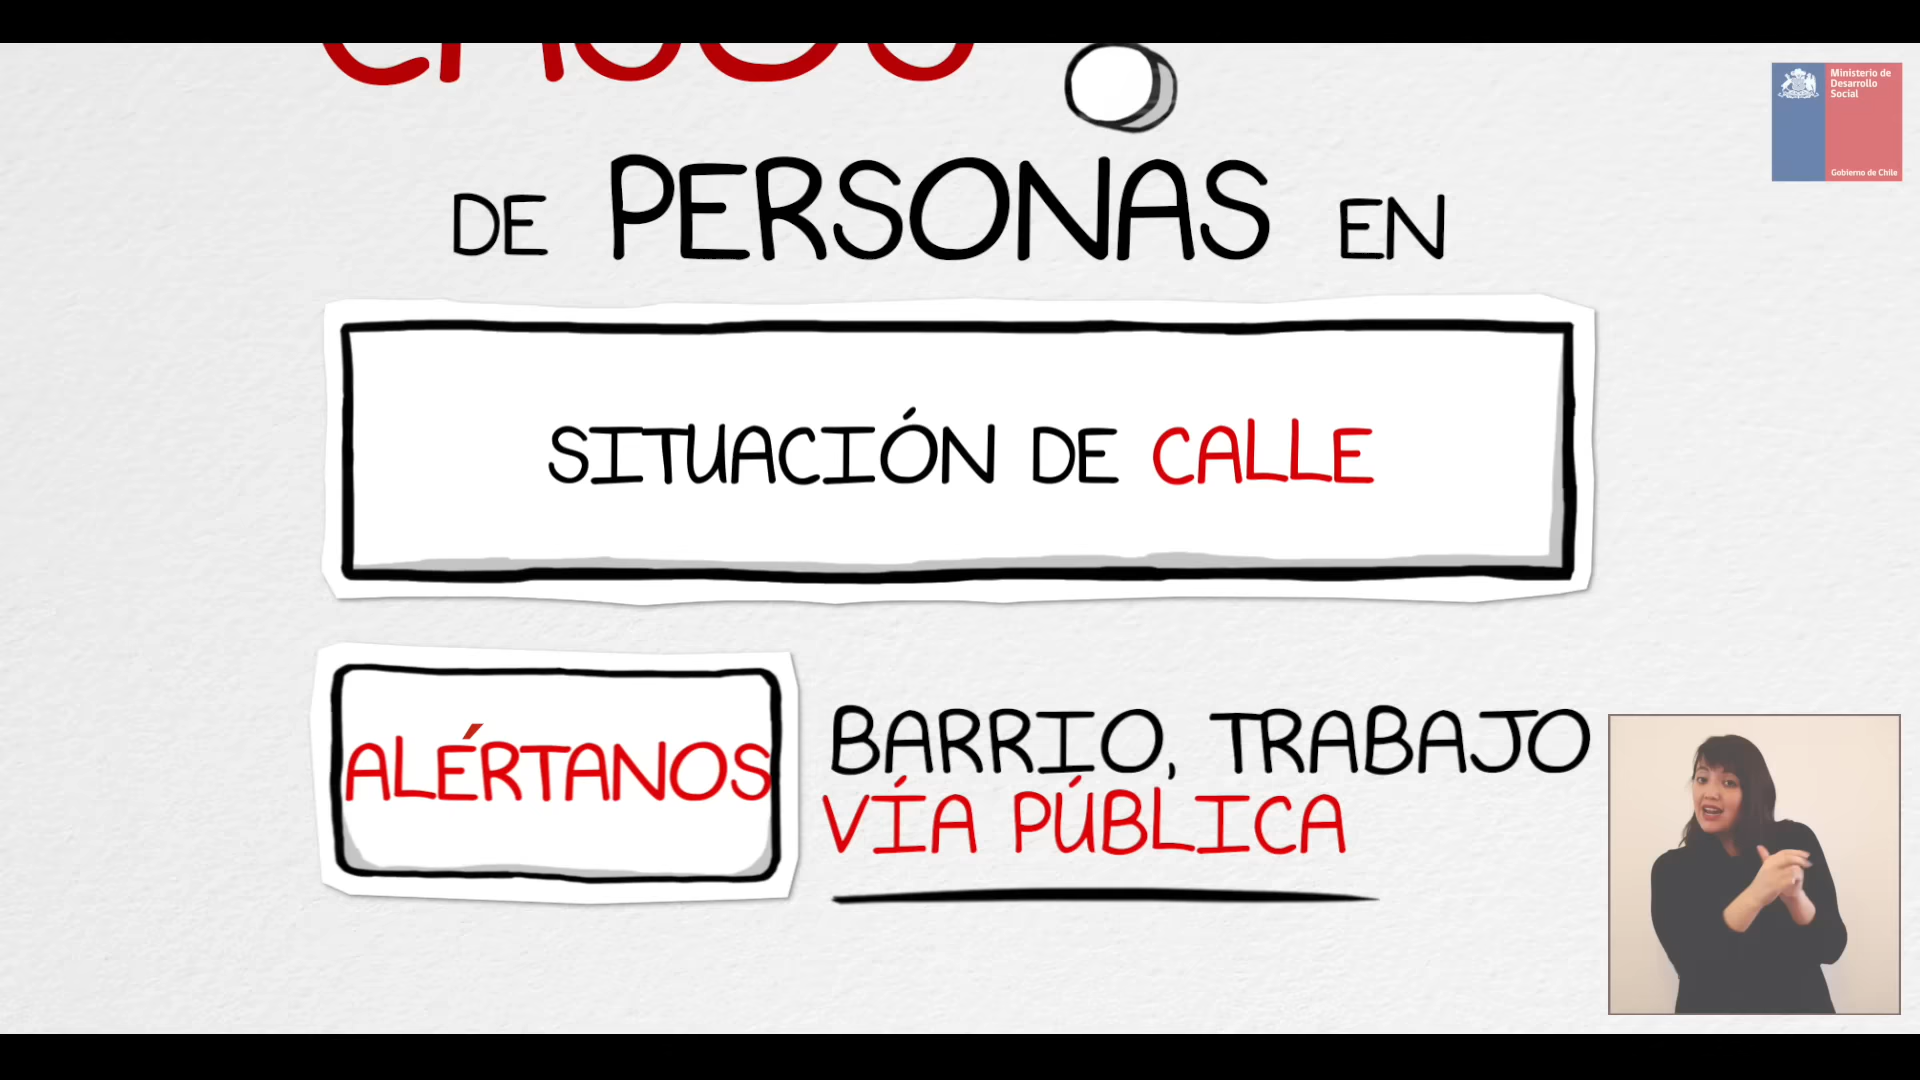 Ministerio de
Desarrollo
Social
Gobierno de Chile
DE PERSONAS EN
SITUACIÓN DE CALLE
ALÉRTANOS
BARRIO, TRABAJO
VÍA PÚBLICA